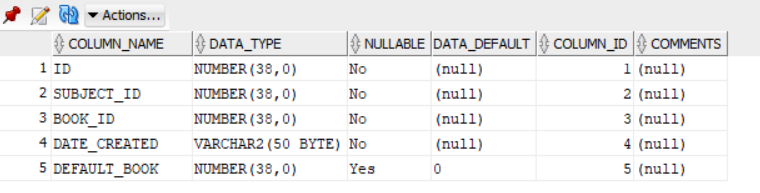 Actions...
COLUMN_NAME DATA_TYPE NULLABLE DATA_DEFAULT COLUMN_ID COMMENTS
1 ID NUMBER(38,0) No (null) 1 (null)
2 SUBJECT_ID NUMBER(38,0) No (null) 2 (null)
3 BOOK_ID NUMBER(38,0) No (null) 3 (null)
4 DATE_CREATED VARCHAR2(50 BYTE) No (null) 4 (null)
5 DEFAULT_BOOK NUMBER(38,0) Yes 0 5 (null)